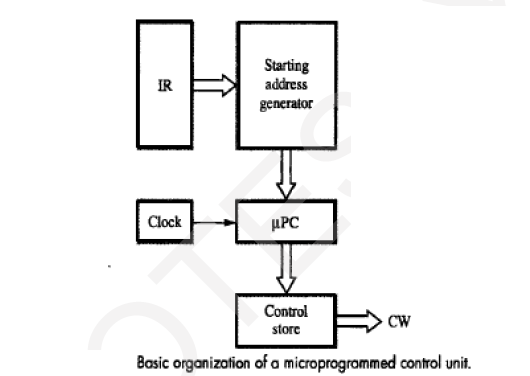 IR
Starting
address
generator
Clock
μPC
Control
store
CW
Basic organization of a microprogrammed control unit.